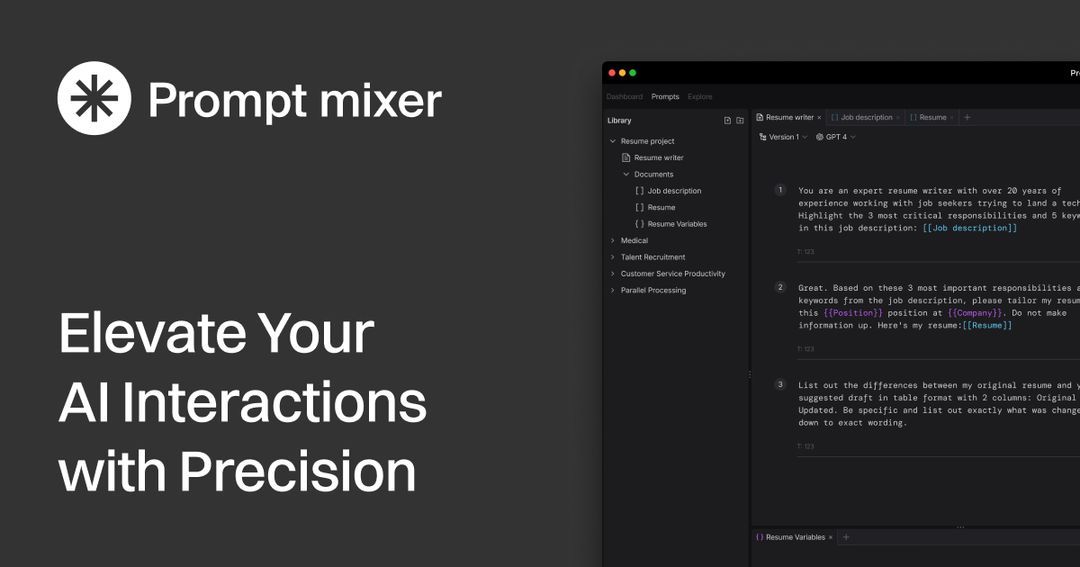 Prompt mixer
Elevate Your
AI Interactions
with Precision
Dashboard Prompts Explore
Library
Resume project
Resume writer
Documents
[ ] Job description
[ ] Resume
{ } Resume Variables
Medical
Talent Recruitment
Customer Service Productivity
Parallel Processing
Resume writer × [ ] Job description × [ ] Resume × +
Version 1 GPT 4
1
You are an expert resume writer with over 20 years of
experience working with job seekers trying to land a tech
Highlight the 3 most critical responsibilities and 5 keyw
in this job description: [[Job description]]
T: 123
2
Great. Based on these 3 most important responsibilities a
keywords from the job description, please tailor my resum
this {{Position}} position at {{Company}}. Do not make
information up. Here's my resume:[[Resume]]
T: 123
3
List out the differences between my original resume and y
suggested draft in table format with 2 columns: Original
Updated. Be specific and list out exactly what was change
down to exact wording.
T: 123
{ } Resume Variables × +